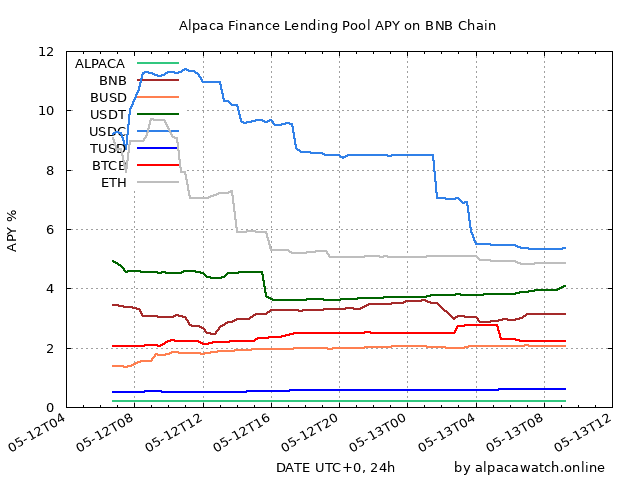 Alpaca Finance Lending Pool APY on BNB Chain
12
10
8
6
4
2
0
APY %
ALPACA
BNB
BUSD
USDT
USDC
TUSD
BTCB
ETH
05-12T04
05-12T08
05-12T12
05-12T16
05-12T20
05-13T00
05-13T04
05-13T08
05-13T12
DATE UTC+0, 24h
by alpacawatch.online